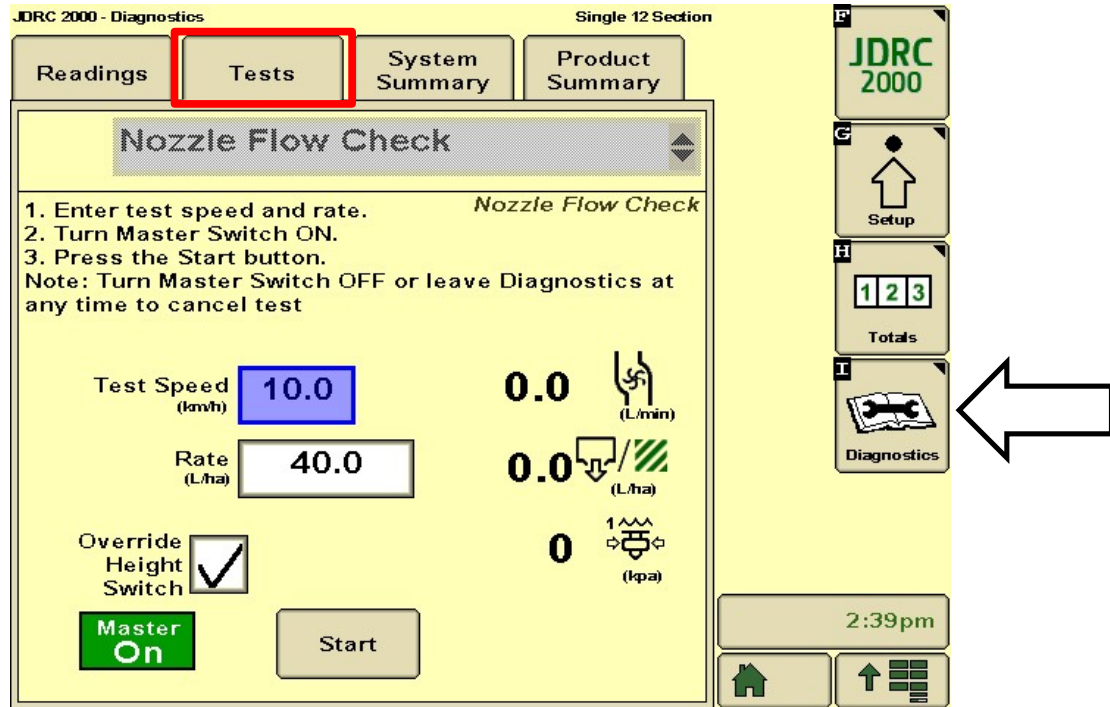 JDRC 2000 - Diagnostics
Single 12 Section
Readings
Tests
System
Summary
Product
Summary
Nozzle Flow Check
1. Enter test speed and rate.
Nozzle Flow Check
2. Turn Master Switch ON.
3. Press the Start button.
Note: Turn Master Switch OFF or leave Diagnostics at
any time to cancel test
Test Speed
(km/h)
10.0
0.0
(L/min)
Rate
(L/ha)
40.0
0.0
(L/ha)
Override
Height
Switch
0
1
(kpa)
Master
On
Start
F
JDRC
2000
G
Setup
H
1 2 3
Totals
I
Diagnostics
2:39pm